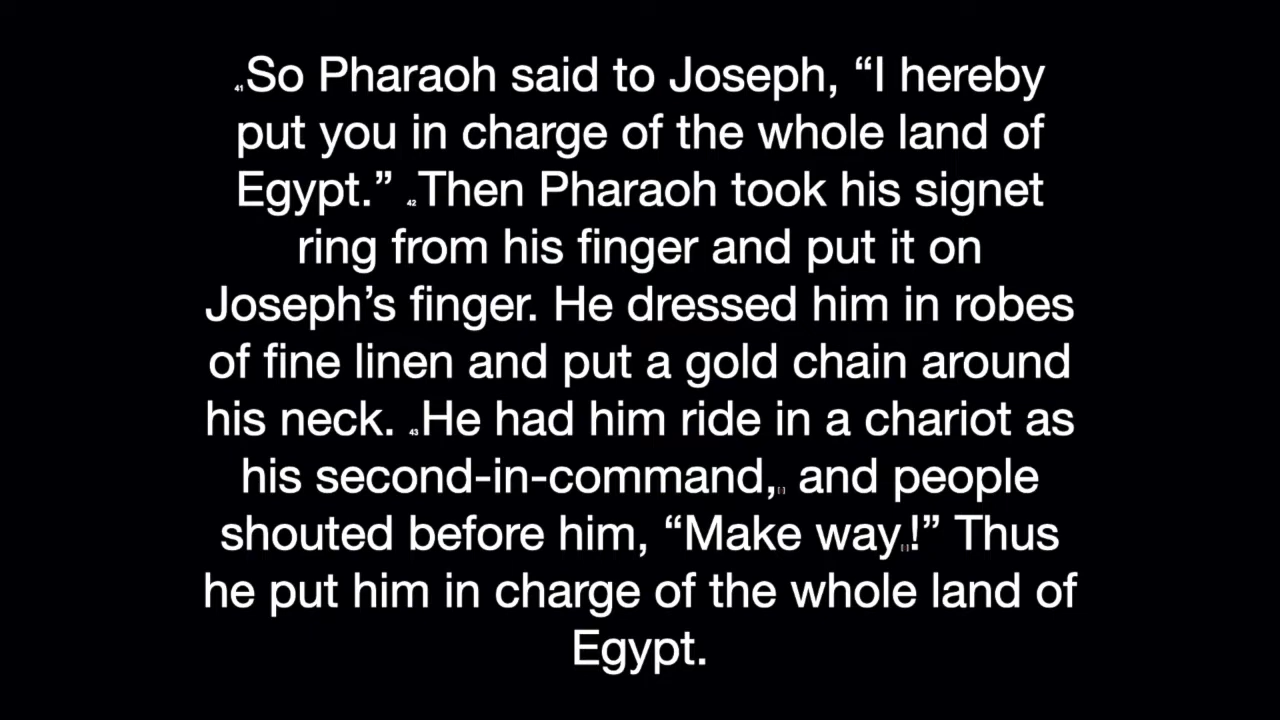 41So Pharaoh said to Joseph, “I hereby
put you in charge of the whole land of
Egypt.” 42Then Pharaoh took his signet
ring from his finger and put it on
Joseph’s finger. He dressed him in robes
of fine linen and put a gold chain around
his neck. 43He had him ride in a chariot as
his second-in-command,[] and people
shouted before him, “Make way[]!” Thus
he put him in charge of the whole land of
Egypt.